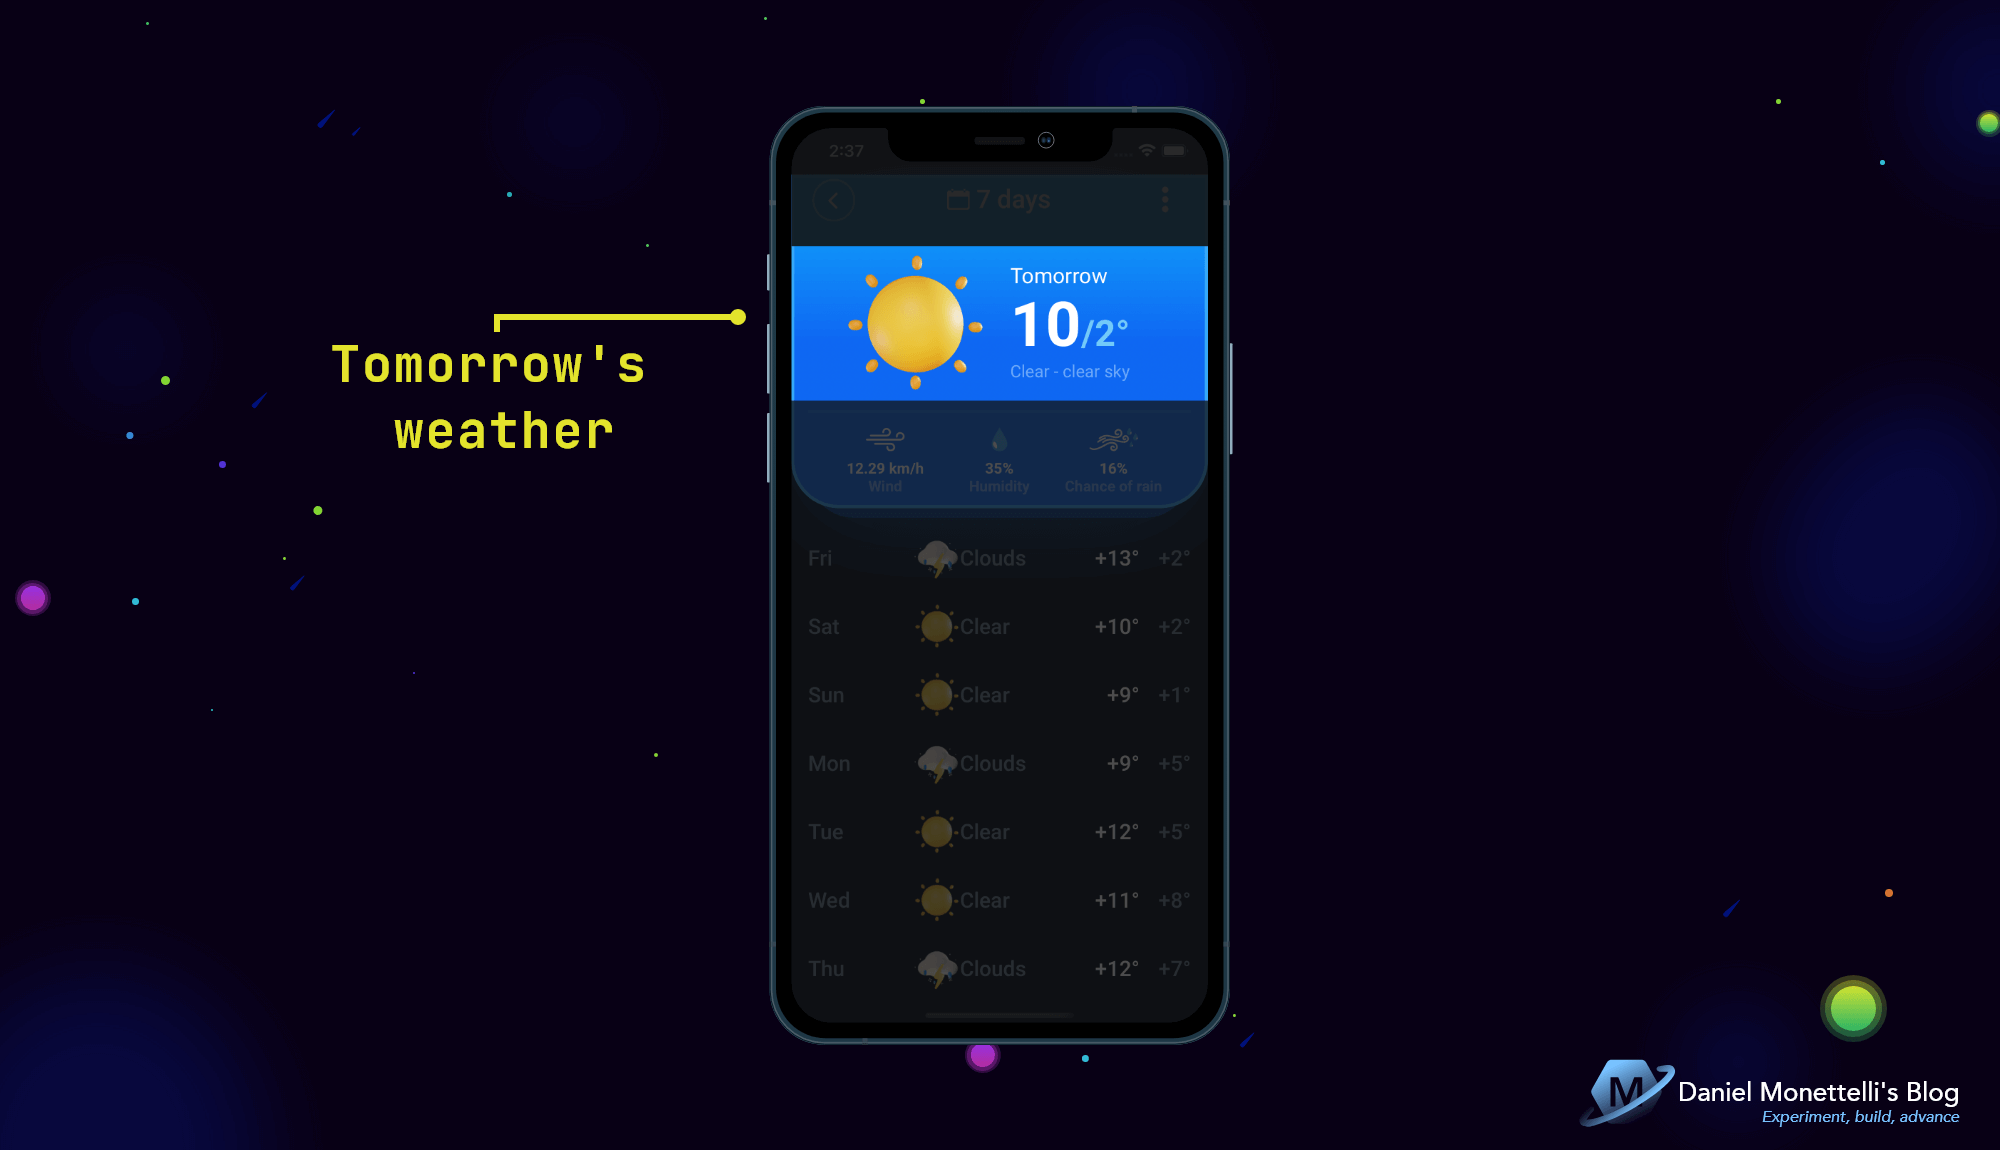 2:37
7 days
Tomorrow
10/2°
Clear - clear sky
Tomorrow's
weather
12.29 km/h
Wind
35%
Humidity
16%
Chance of rain
Fri Clouds +13° +2°
Sat Clear +10° +2°
Sun Clear +9° +1°
Mon Clouds +9° +5°
Tue Clear +12° +5°
Wed Clear +11° +8°
Thu Clouds +12° +7°
M
Daniel Monettelli's Blog
Experiment, build, advance